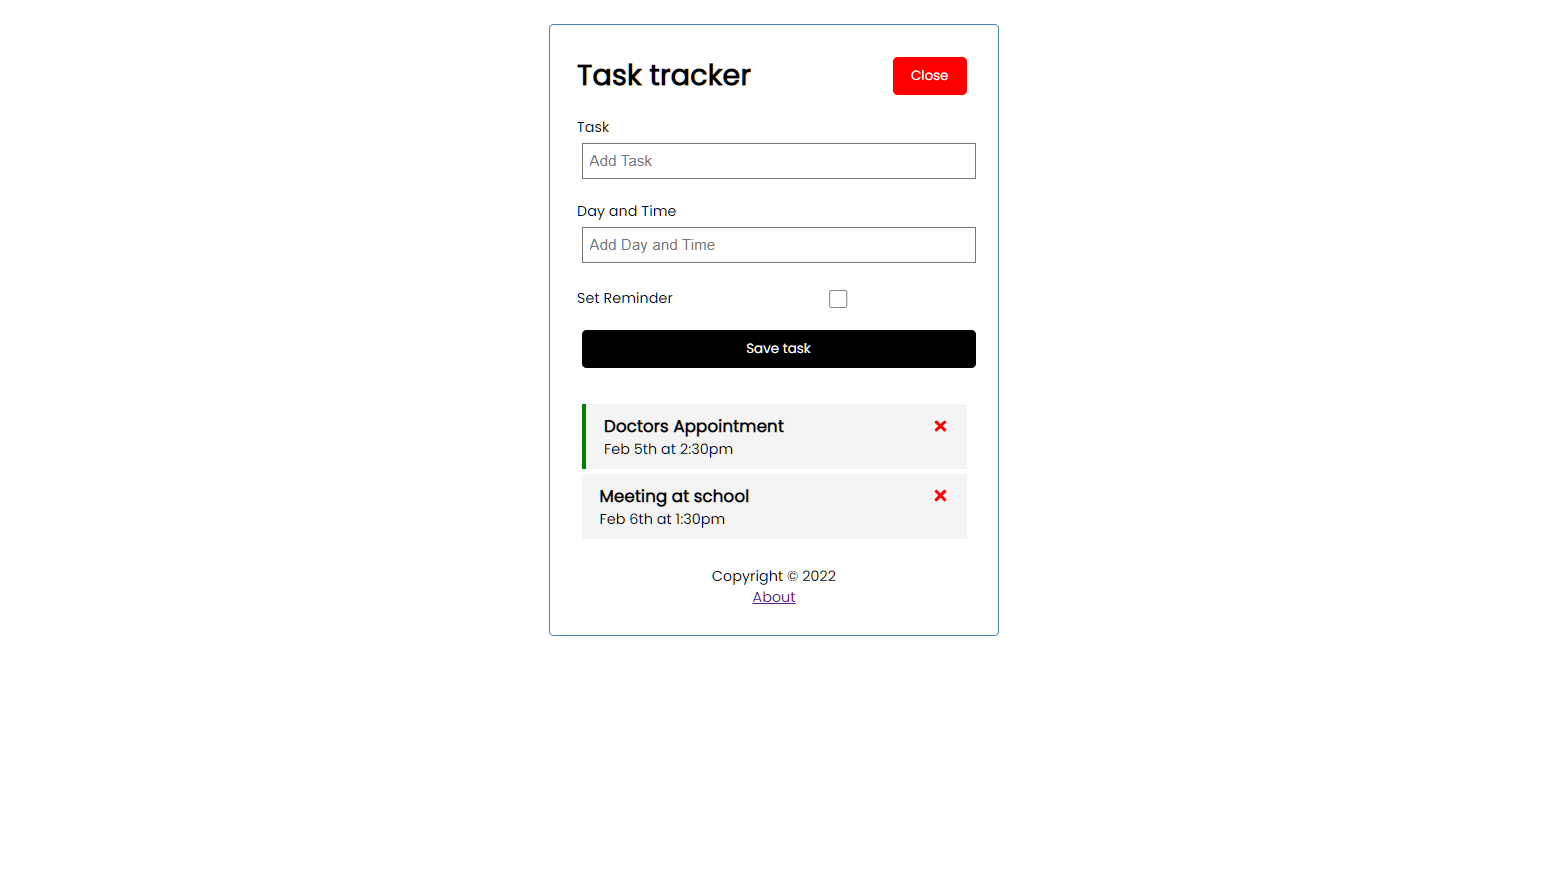 Task tracker
Close
Task
Add Task
Day and Time
Add Day and Time
Set Reminder
Save task
Doctors Appointment
Feb 5th at 2:30pm
Meeting at school
Feb 6th at 1:30pm
Copyright © 2022
About